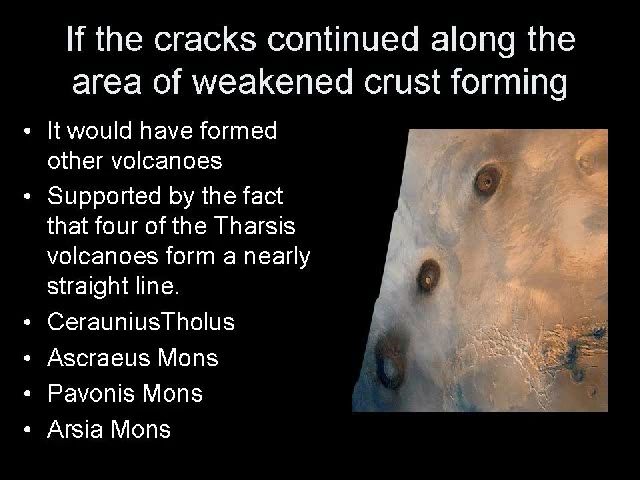 If the cracks continued along the
area of weakened crust forming
• It would have formed
other volcanoes
• Supported by the fact
that four of the Tharsis
volcanoes form a nearly
straight line.
• CerauniusTholus
• Ascraeus Mons
• Pavonis Mons
• Arsia Mons